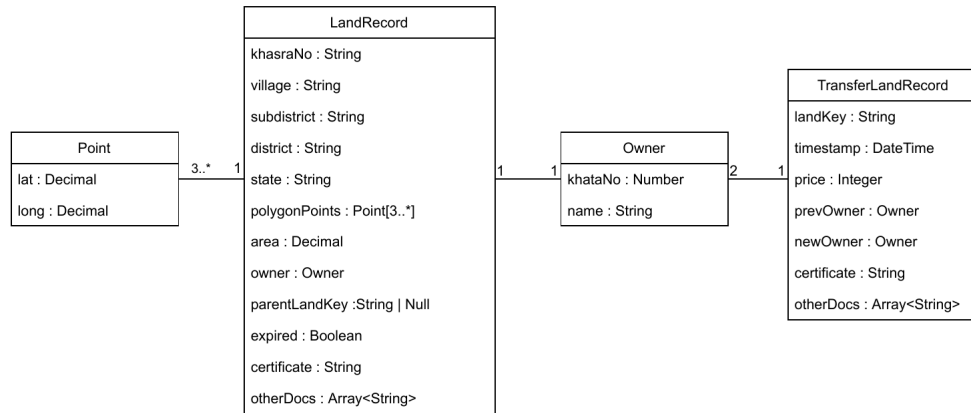 LandRecord
khasraNo : String
village : String
subdistrict : String
district : String
state : String
polygonPoints : Point[3..*]
area : Decimal
owner : Owner
parentLandKey :String | Null
expired : Boolean
certificate : String
otherDocs : Array<String>
Point
lat : Decimal
long : Decimal
3..*
1
1
1
Owner
khataNo : Number
name : String
2
1
TransferLandRecord
landKey : String
timestamp : DateTime
price : Integer
prevOwner : Owner
newOwner : Owner
certificate : String
otherDocs : Array<String>